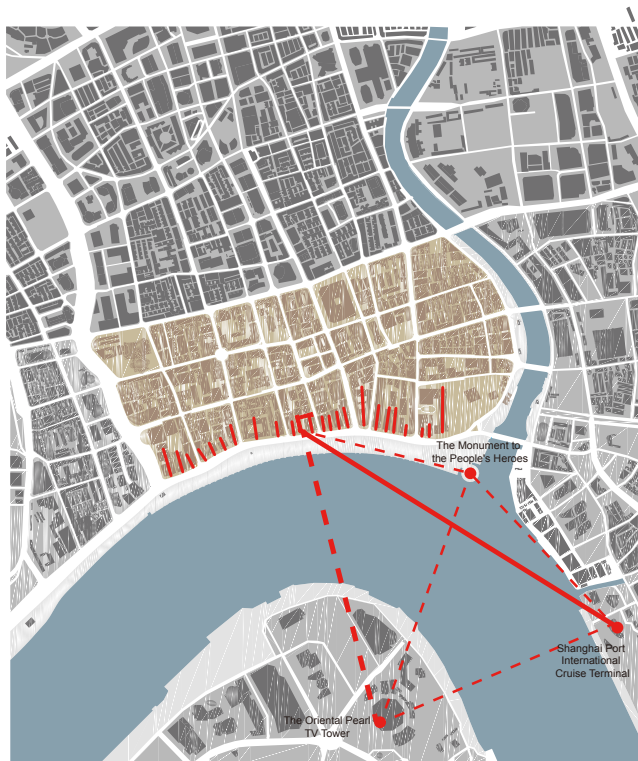 The Monument to
the People's Heroes
Shanghai Port
International
Cruise Terminal
The Oriental Pearl
TV Tower